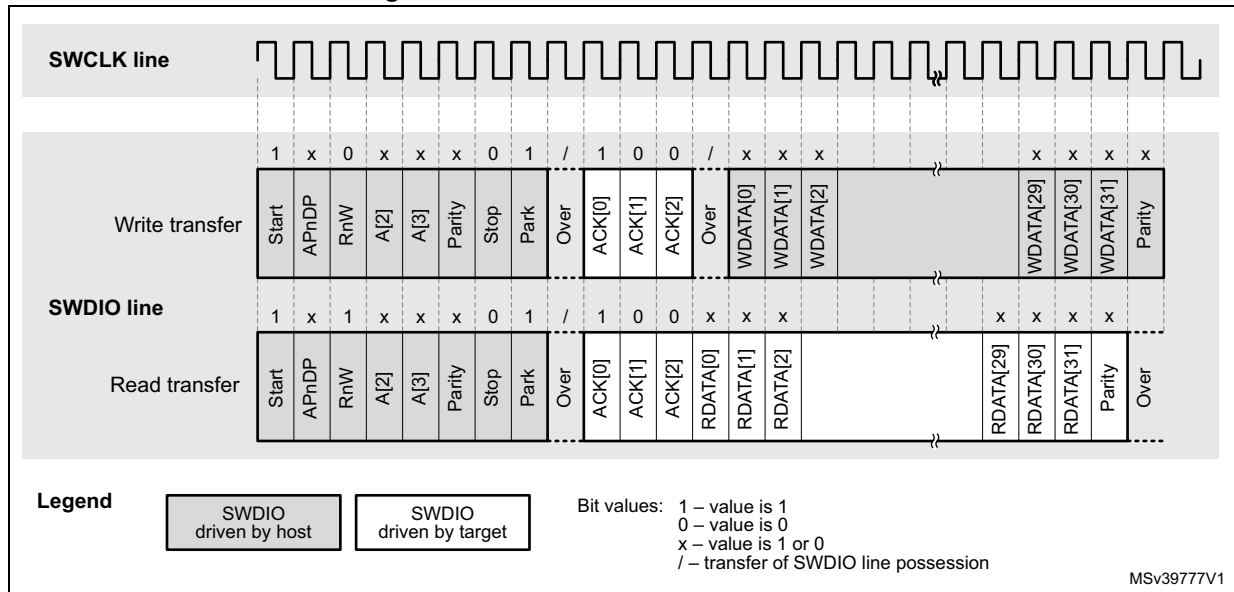 SWCLK line
1 x 0 x x x 0 1 / 1 0 0 / x x x x x x x
Write transfer
Start APnDP RnW A[2] A[3] Parity Stop Park Over ACK[0] ACK[1] ACK[2] Over WDATA[0] WDATA[1] WDATA[2] WDATA[29] WDATA[30] WDATA[31] Parity
SWDIO line
1 x 1 x x x 0 1 / 1 0 0 x x x x x x x
Read transfer
Start APnDP RnW A[2] A[3] Parity Stop Park Over ACK[0] ACK[1] ACK[2] RDATA[0] RDATA[1] RDATA[2] RDATA[29] RDATA[30] RDATA[31] Parity Over
Legend
SWDIO
driven by host
SWDIO
driven by target
Bit values: 1 – value is 1
0 – value is 0
x – value is 1 or 0
/ – transfer of SWDIO line possession
MSv39777V1